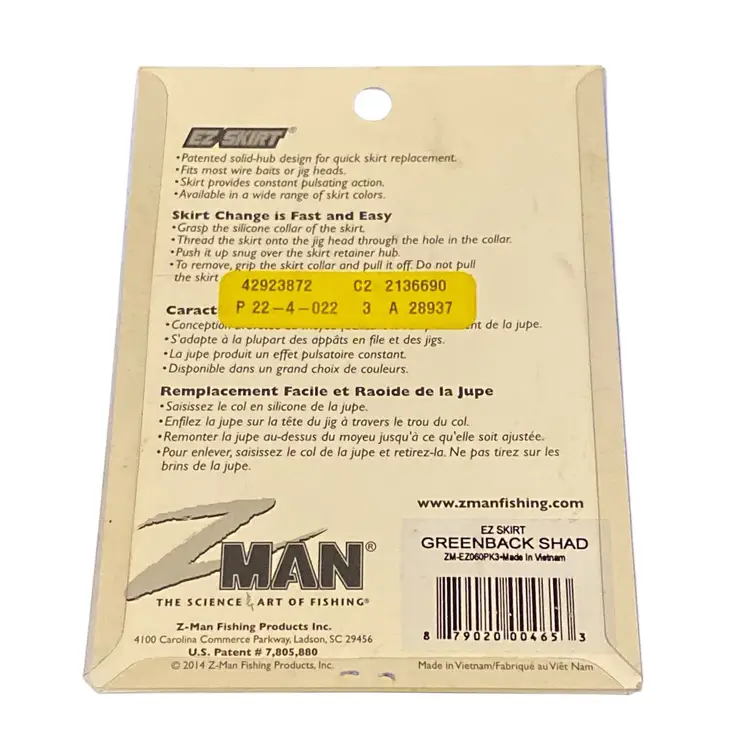 EZ SKIRT®
•Patented solid-hub design for quick skirt replacement.
•Fits most wire baits or jig heads.
•Skirt provides constant pulsating action.
•Available in a wide range of skirt colors.
Skirt Change is Fast and Easy
•Grasp the silicone collar of the skirt.
•Thread the skirt onto the jig head through the hole in the collar.
•Push it up snug over the skirt retainer hub.
•To remove, grip the skirt collar and pull it off. Do not pull
the skirt
42923872 C2 2136690
P 22-4-022 3 A 28937
Caract
•Conception nt de la jupe.
•S'adapte à la plupart des appâts en file et des jigs.
•La jupe produit un effet pulsatoire constant.
•Disponible dans un grand choix de couleurs.
Remplacement Facile et Raoide de la Jupe
•Saisissez le col en silicone de la jupe.
•Enfilez la jupe sur la tête du jig à travers le trou du col.
•Remonter la jupe au-dessus du moyeu jusqu'à ce qu'elle soit ajustée.
•Pour enlever, saisissez le col de la jupe et retirez-la. Ne pas tirez sur les
brins de la jupe.
www.zmanfishing.com
EZ SKIRT
GREENBACK SHAD
ZM-EZ060PK3-Made in Vietnam
8 79020 00465 3
Z MAN®
THE SCIENCE & ART OF FISHING®
Z-Man Fishing Products Inc.
4100 Carolina Commerce Parkway, Ladson, SC 29456
U.S. Patent # 7,805,880
© 2014 Z-Man Fishing Products, Inc.
Made in Vietnam/Fabriqué au Viêt Nam